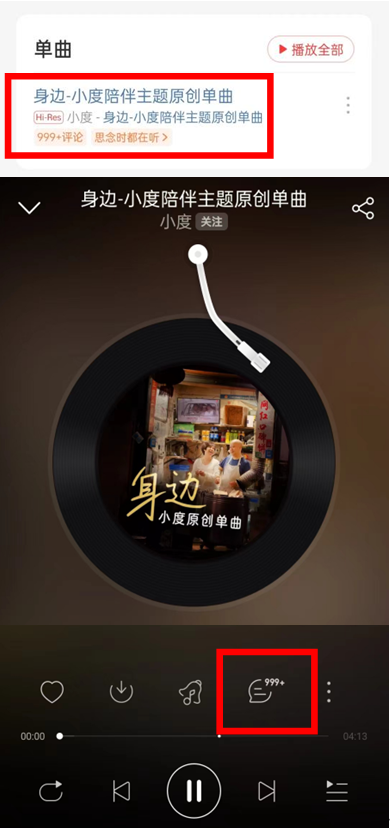 单曲
播放全部
身边-小度陪伴主题原创单曲
Hi-Res 小度 - 身边-小度陪伴主题原创单曲
999+评论 思念时都在听 >
身边-小度陪伴主题原创单曲
小度 关注
身边
小度原创单曲
999+
00:00
04:13